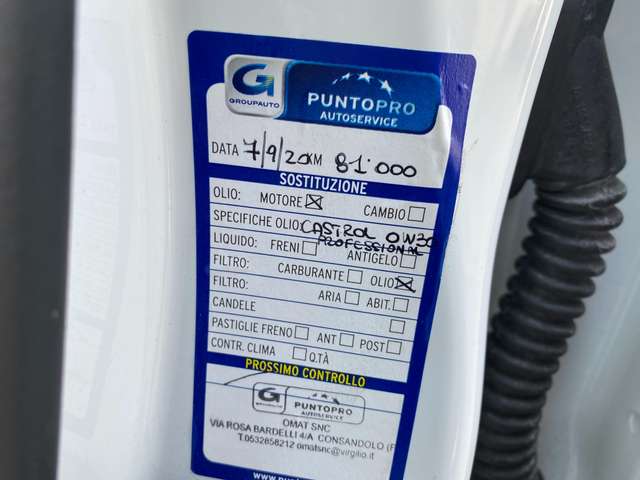 G
GROUPAUTO
PUNTOPRO
AUTOSERVICE
DATA 7/9/20 KM 81.000
SOSTITUZIONE
OLIO: MOTORE CAMBIO
SPECIFICHE OLIO: CASTROL 0W30
PROFESSIONAL
LIQUIDO: FRENI ANTIGELO
FILTRO: CARBURANTE OLIO
FILTRO: ARIA ABIT.
CANDELE
PASTIGLIE FRENO ANT POST
CONTR. CLIMA Q.TÀ
PROSSIMO CONTROLLO
G
GROUPAUTO
PUNTOPRO
AUTOSERVICE
OMAT SNC
VIA ROSA BARDELLI 4/A CONSANDOLO (F
T.0532858212 omatsnc@virgilio.it